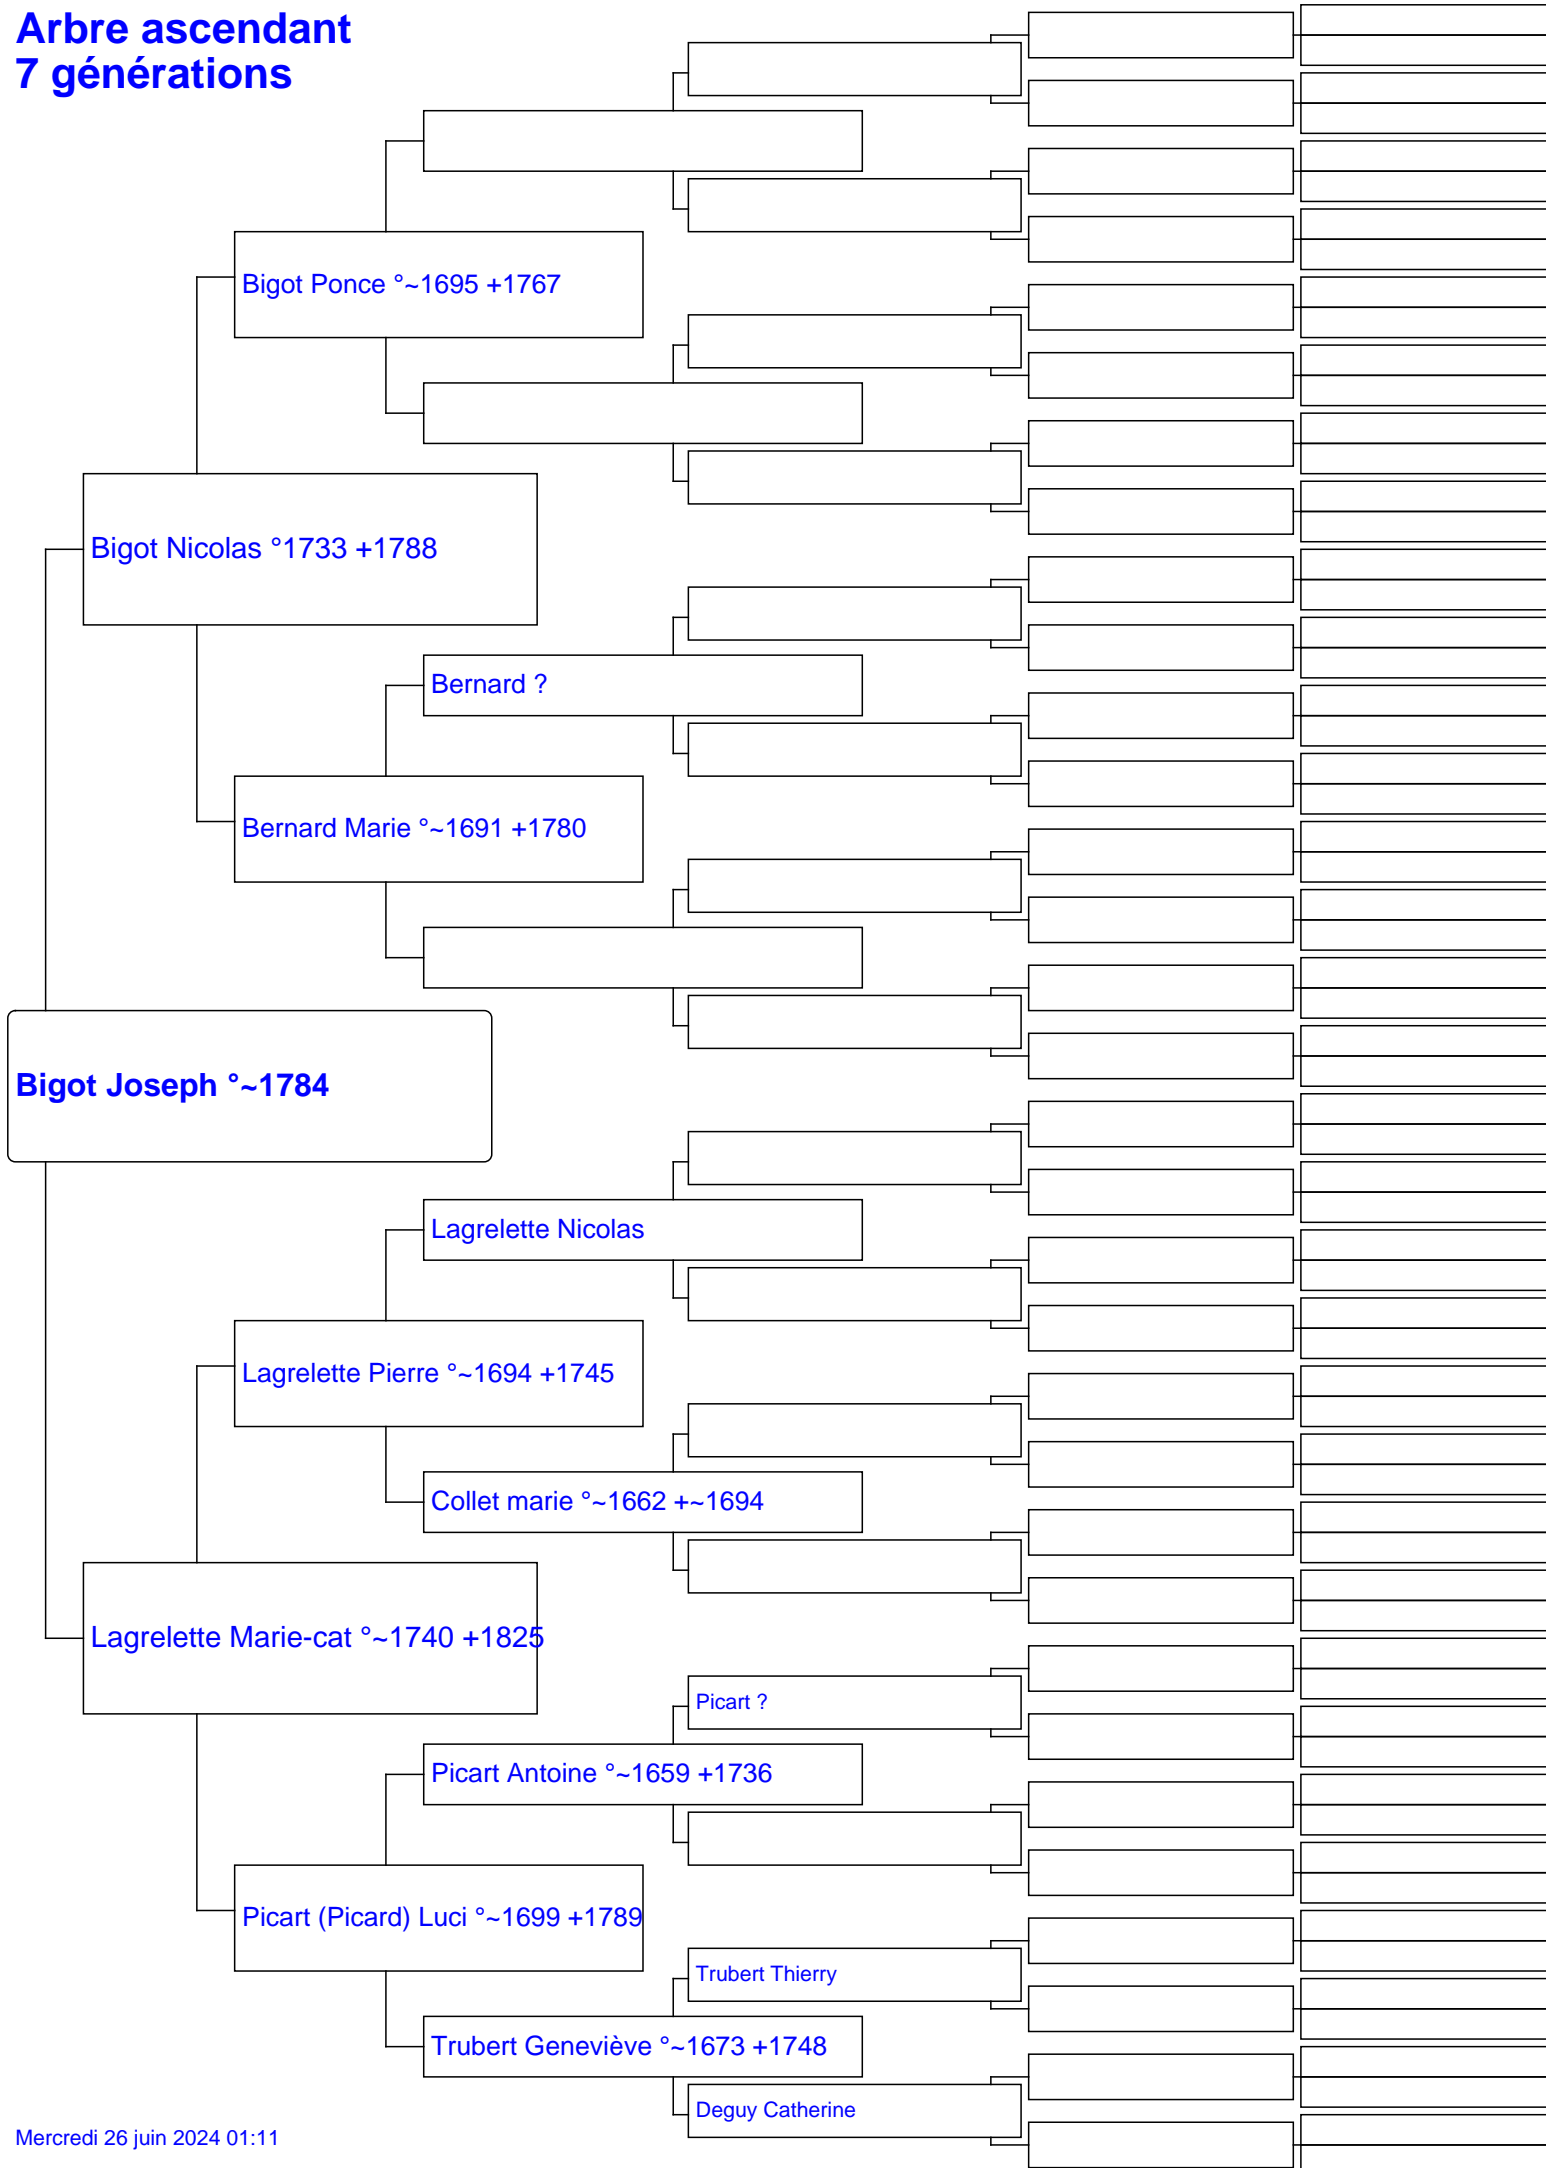 Arbre ascendant
7 générations
Bigot Ponce °~1695 +1767
Bigot Nicolas °1733 +1788
Bernard ?
Bernard Marie °~1691 +1780
Bigot Joseph °~1784
Lagrelette Nicolas
Lagrelette Pierre °~1694 +1745
Collet marie °~1662 +~1694
Lagrelette Marie-cat °~1740 +1825
Picart ?
Picart Antoine °~1659 +1736
Picart (Picard) Luci °~1699 +1789
Trubert Thierry
Trubert Geneviève °~1673 +1748
Deguy Catherine
Mercredi 26 juin 2024 01:11